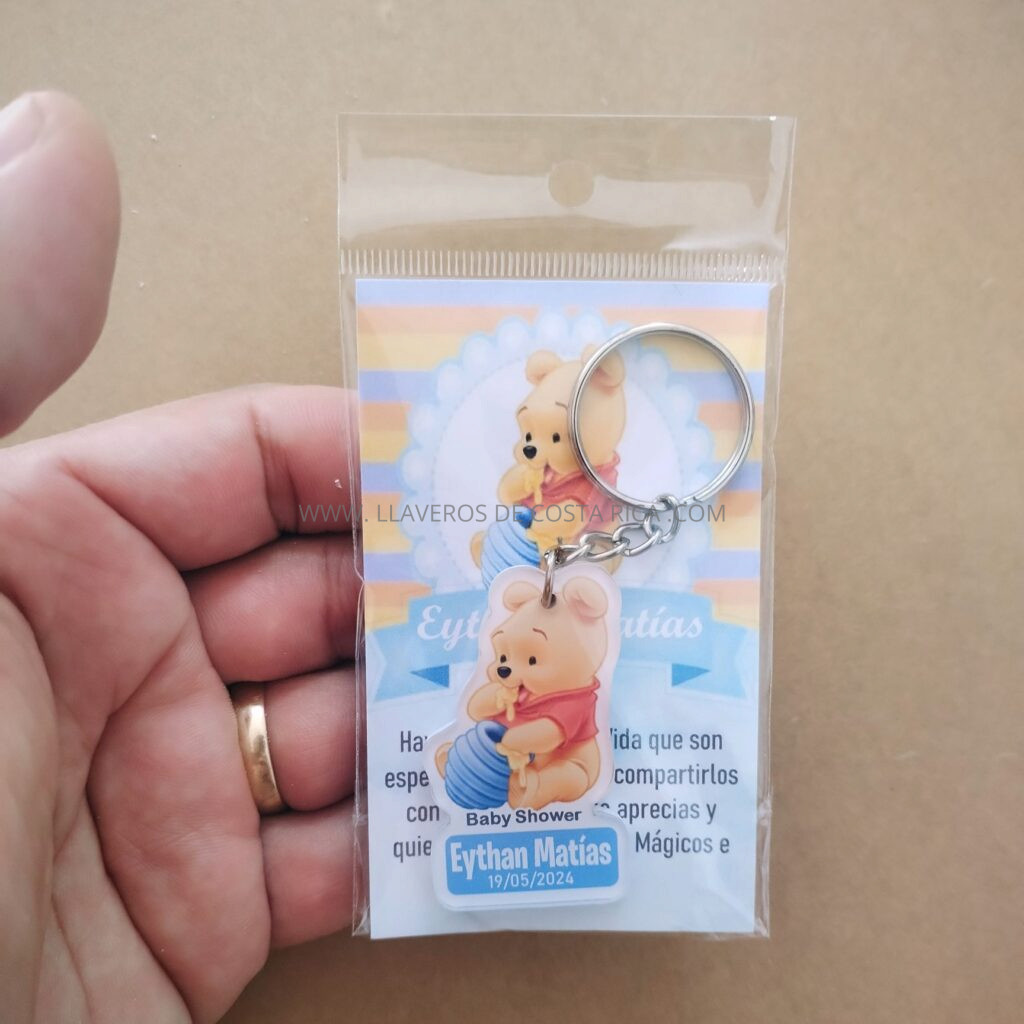 WWW. LLAVEROS DE COSTA RICA .COM
Eyt atías
Ha ida que son
espe compartirlos
con aprecias y
quie Mágicos e
Baby Shower
Eythan Matías
19/05/2024